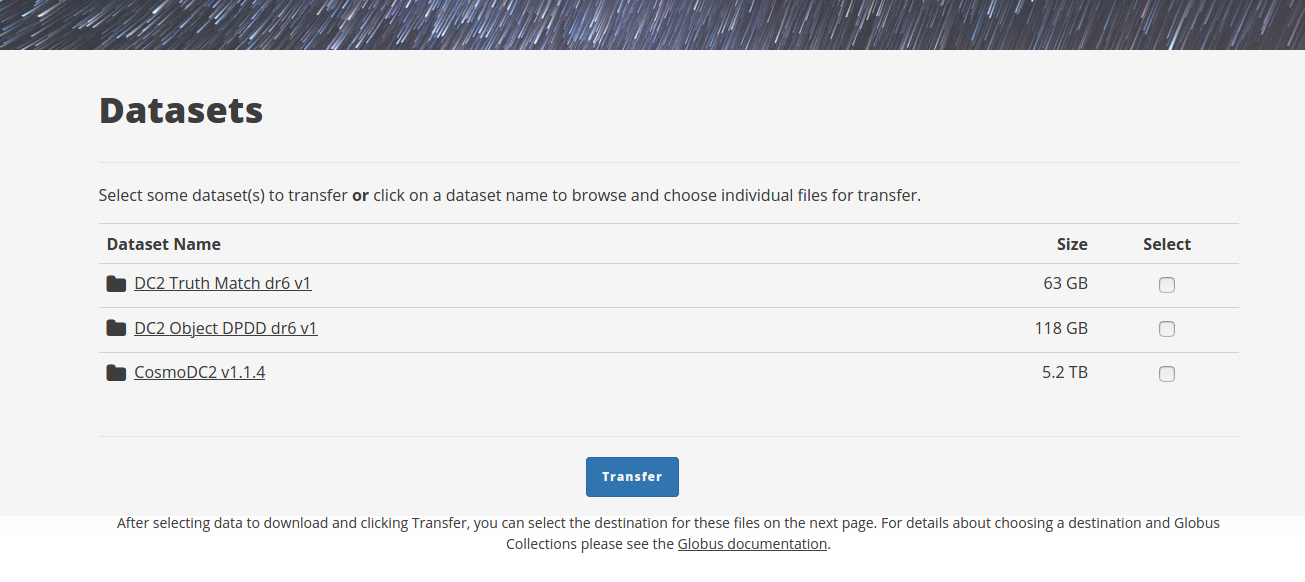 Datasets
Select some dataset(s) to transfer or click on a dataset name to browse and choose individual files for transfer.
Dataset Name Size Select
DC2 Truth Match dr6 v1 63 GB
DC2 Object DPDD dr6 v1 118 GB
CosmoDC2 v1.1.4 5.2 TB
Transfer
After selecting data to download and clicking Transfer, you can select the destination for these files on the next page. For details about choosing a destination and Globus
Collections please see the Globus documentation.